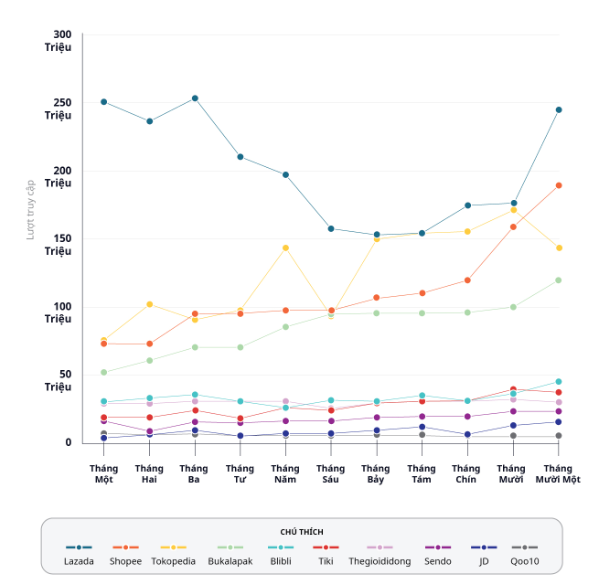 300
Triệu
250
Triệu
200
Triệu
150
Triệu
100
Triệu
50
Triệu
0
Lượt truy cập
Tháng
Một
Tháng
Hai
Tháng
Ba
Tháng
Tư
Tháng
Năm
Tháng
Sáu
Tháng
Bảy
Tháng
Tám
Tháng
Chín
Tháng
Mười
Tháng
Mười Một
CHÚ THÍCH
Lazada Shopee Tokopedia Bukalapak Blibli Tiki Thegioididong Sendo JD Qoo10